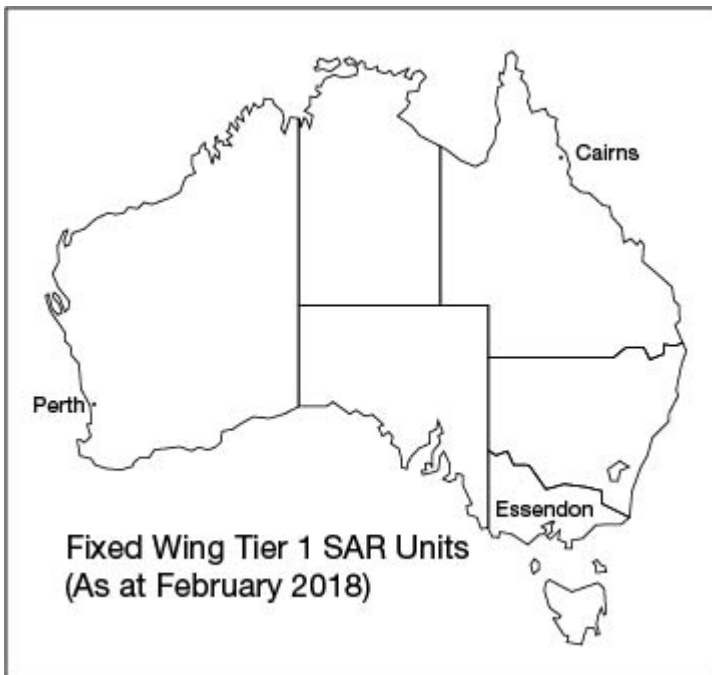 Cairns
Perth
Essendon
Fixed Wing Tier 1 SAR Units
(As at February 2018)